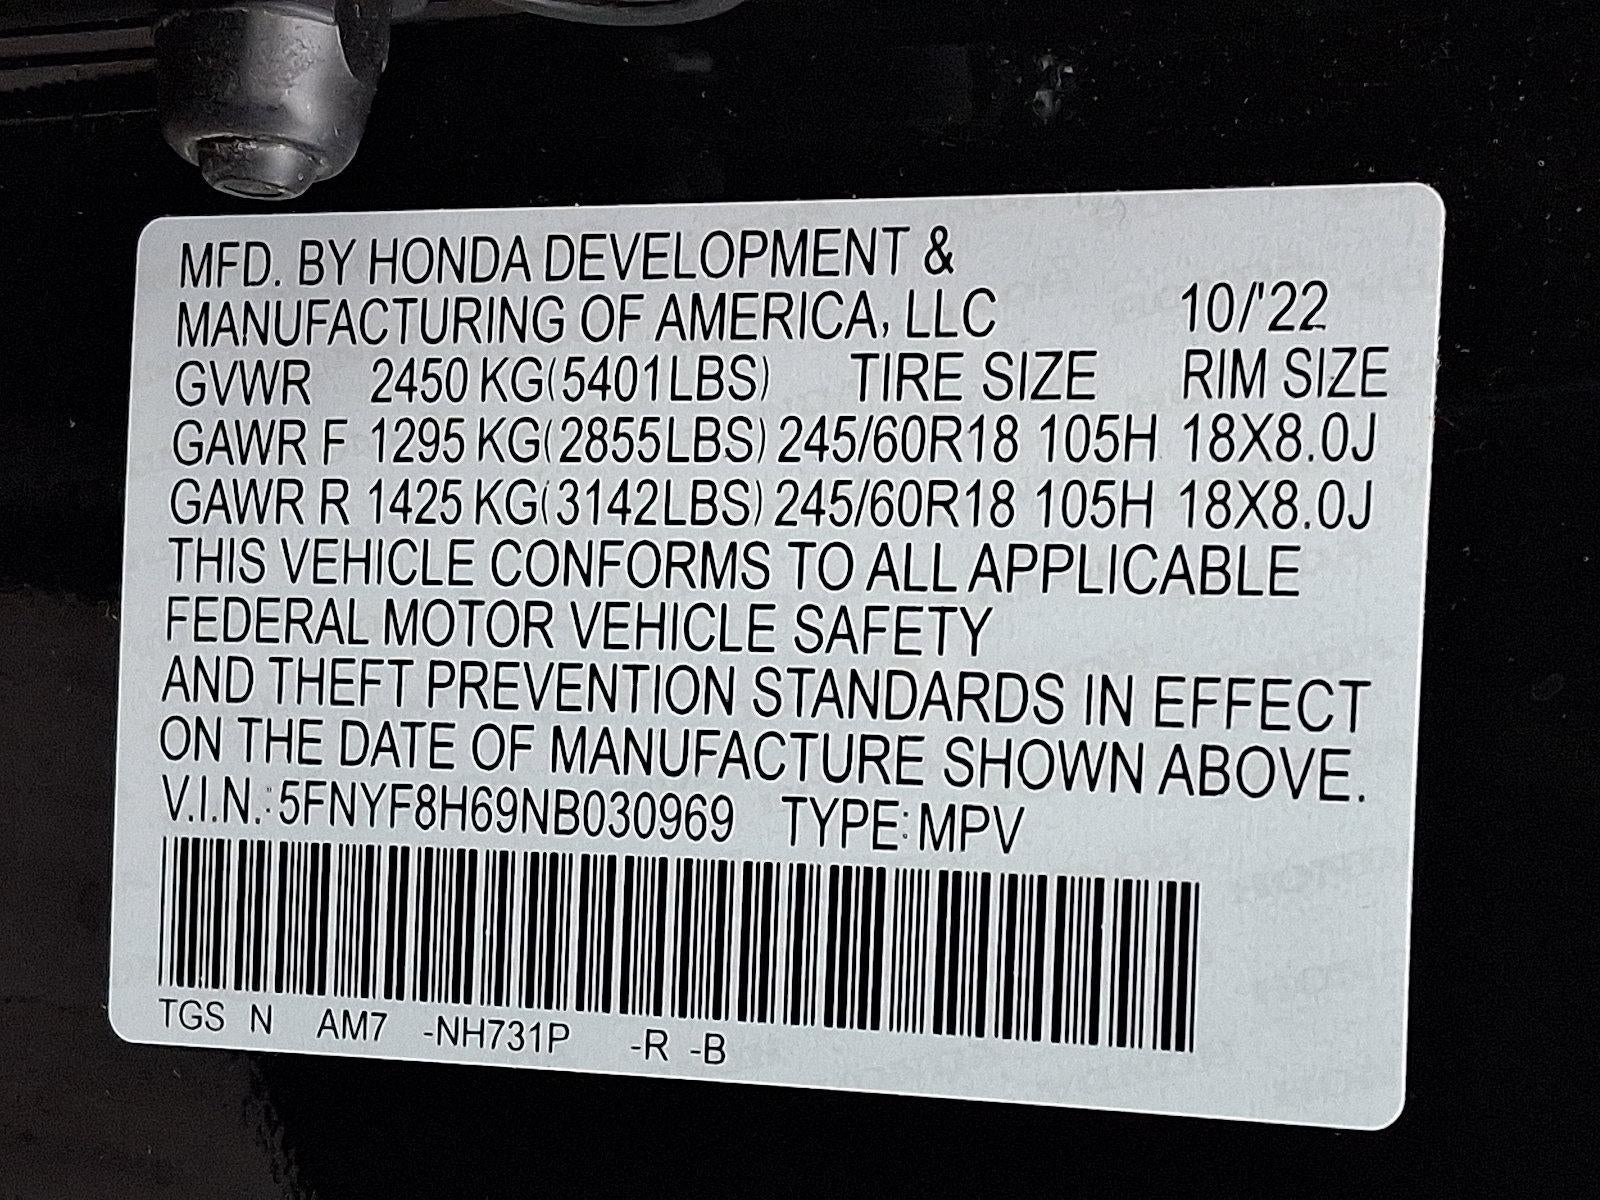 MFD. BY HONDA DEVELOPMENT &
MANUFACTURING OF AMERICA, LLC 10/'22
GVWR 2450 KG(5401LBS) TIRE SIZE RIM SIZE
GAWR F 1295 KG(2855LBS) 245/60R18 105H 18X8.0J
GAWR R 1425 KG(3142LBS) 245/60R18 105H 18X8.0J
THIS VEHICLE CONFORMS TO ALL APPLICABLE
FEDERAL MOTOR VEHICLE SAFETY
AND THEFT PREVENTION STANDARDS IN EFFECT
ON THE DATE OF MANUFACTURE SHOWN ABOVE.
V.I.N.: 5FNYF8H69NB030969 TYPE: MPV
TGS N AM7 -NH731P -R -B